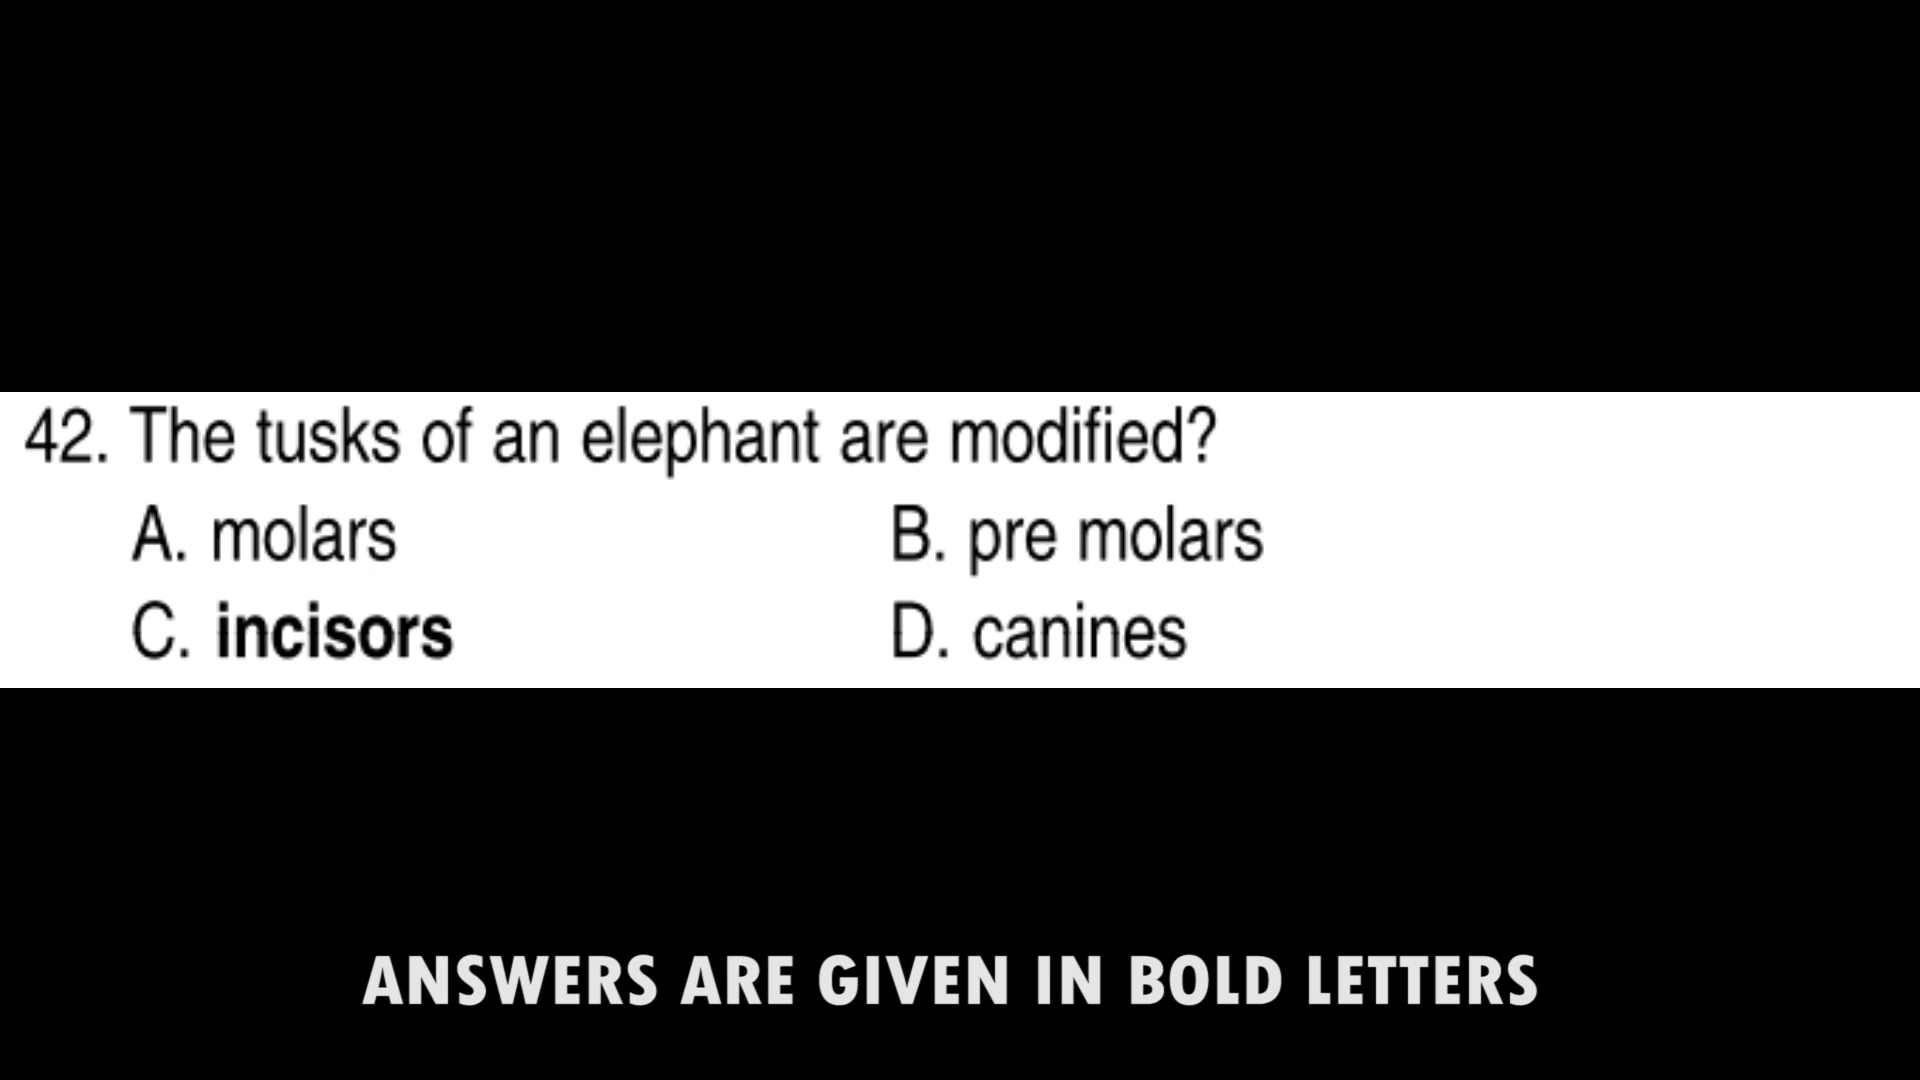 42. The tusks of an elephant are modified?
A. molars B. pre molars
C. incisors D. canines
ANSWERS ARE GIVEN IN BOLD LETTERS